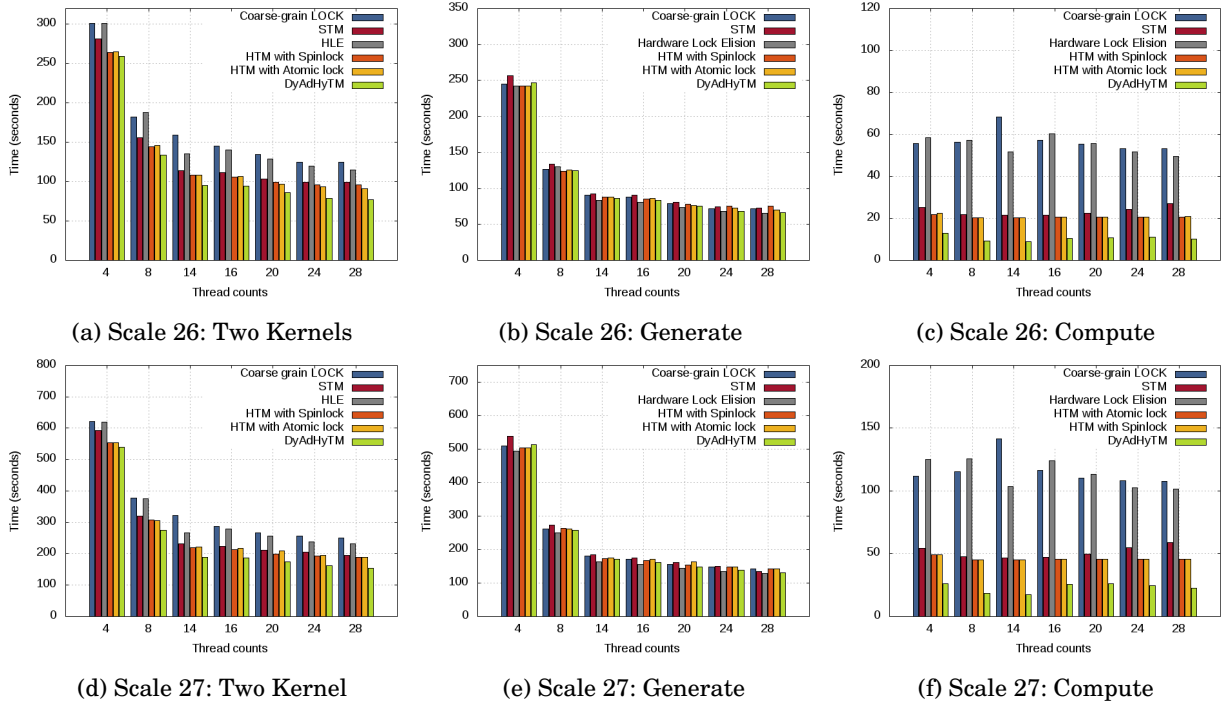 300
250
200
150
100
50
0
Time (seconds)
4 8 14 16 20 24 28
Thread counts
Coarse-grain LOCK
STM
HLE
HTM with Spinlock
HTM with Atomic lock
DyAdHyTM
(a) Scale 26: Two Kernels
350
300
250
200
150
100
50
0
Time (seconds)
4 8 14 16 20 24 28
Thread counts
Coarse-grain LOCK
STM
Hardware Lock Elision
HTM with Spinlock
HTM with Atomic lock
DyAdHyTM
(b) Scale 26: Generate
120
100
80
60
40
20
0
Time (seconds)
4 8 14 16 20 24 28
Thread counts
Coarse-grain LOCK
STM
Hardware Lock Elision
HTM with Spinlock
HTM with Atomic lock
DyAdHyTM
(c) Scale 26: Compute
800
700
600
500
400
300
200
100
0
Time (seconds)
4 8 14 16 20 24 28
Thread counts
Coarse grain LOCK
STM
HLE
HTM with Spinlock
HTM with Atomic lock
DyAdHyTM
(d) Scale 27: Two Kernel
700
600
500
400
300
200
100
0
Time (seconds)
4 8 14 16 20 24 28
Thread counts
Coarse-grain LOCK
STM
Hardware Lock Elision
HTM with Spinlock
HTM with Atomic lock
DyAdHyTM
(e) Scale 27: Generate
200
150
100
50
0
Time (seconds)
4 8 14 16 20 24 28
Thread counts
Coarse-grain LOCK
STM
Hardware Lock Elision
HTM with Atomic lock
HTM with Spinlock
DyAdHyTM
(f) Scale 27: Compute